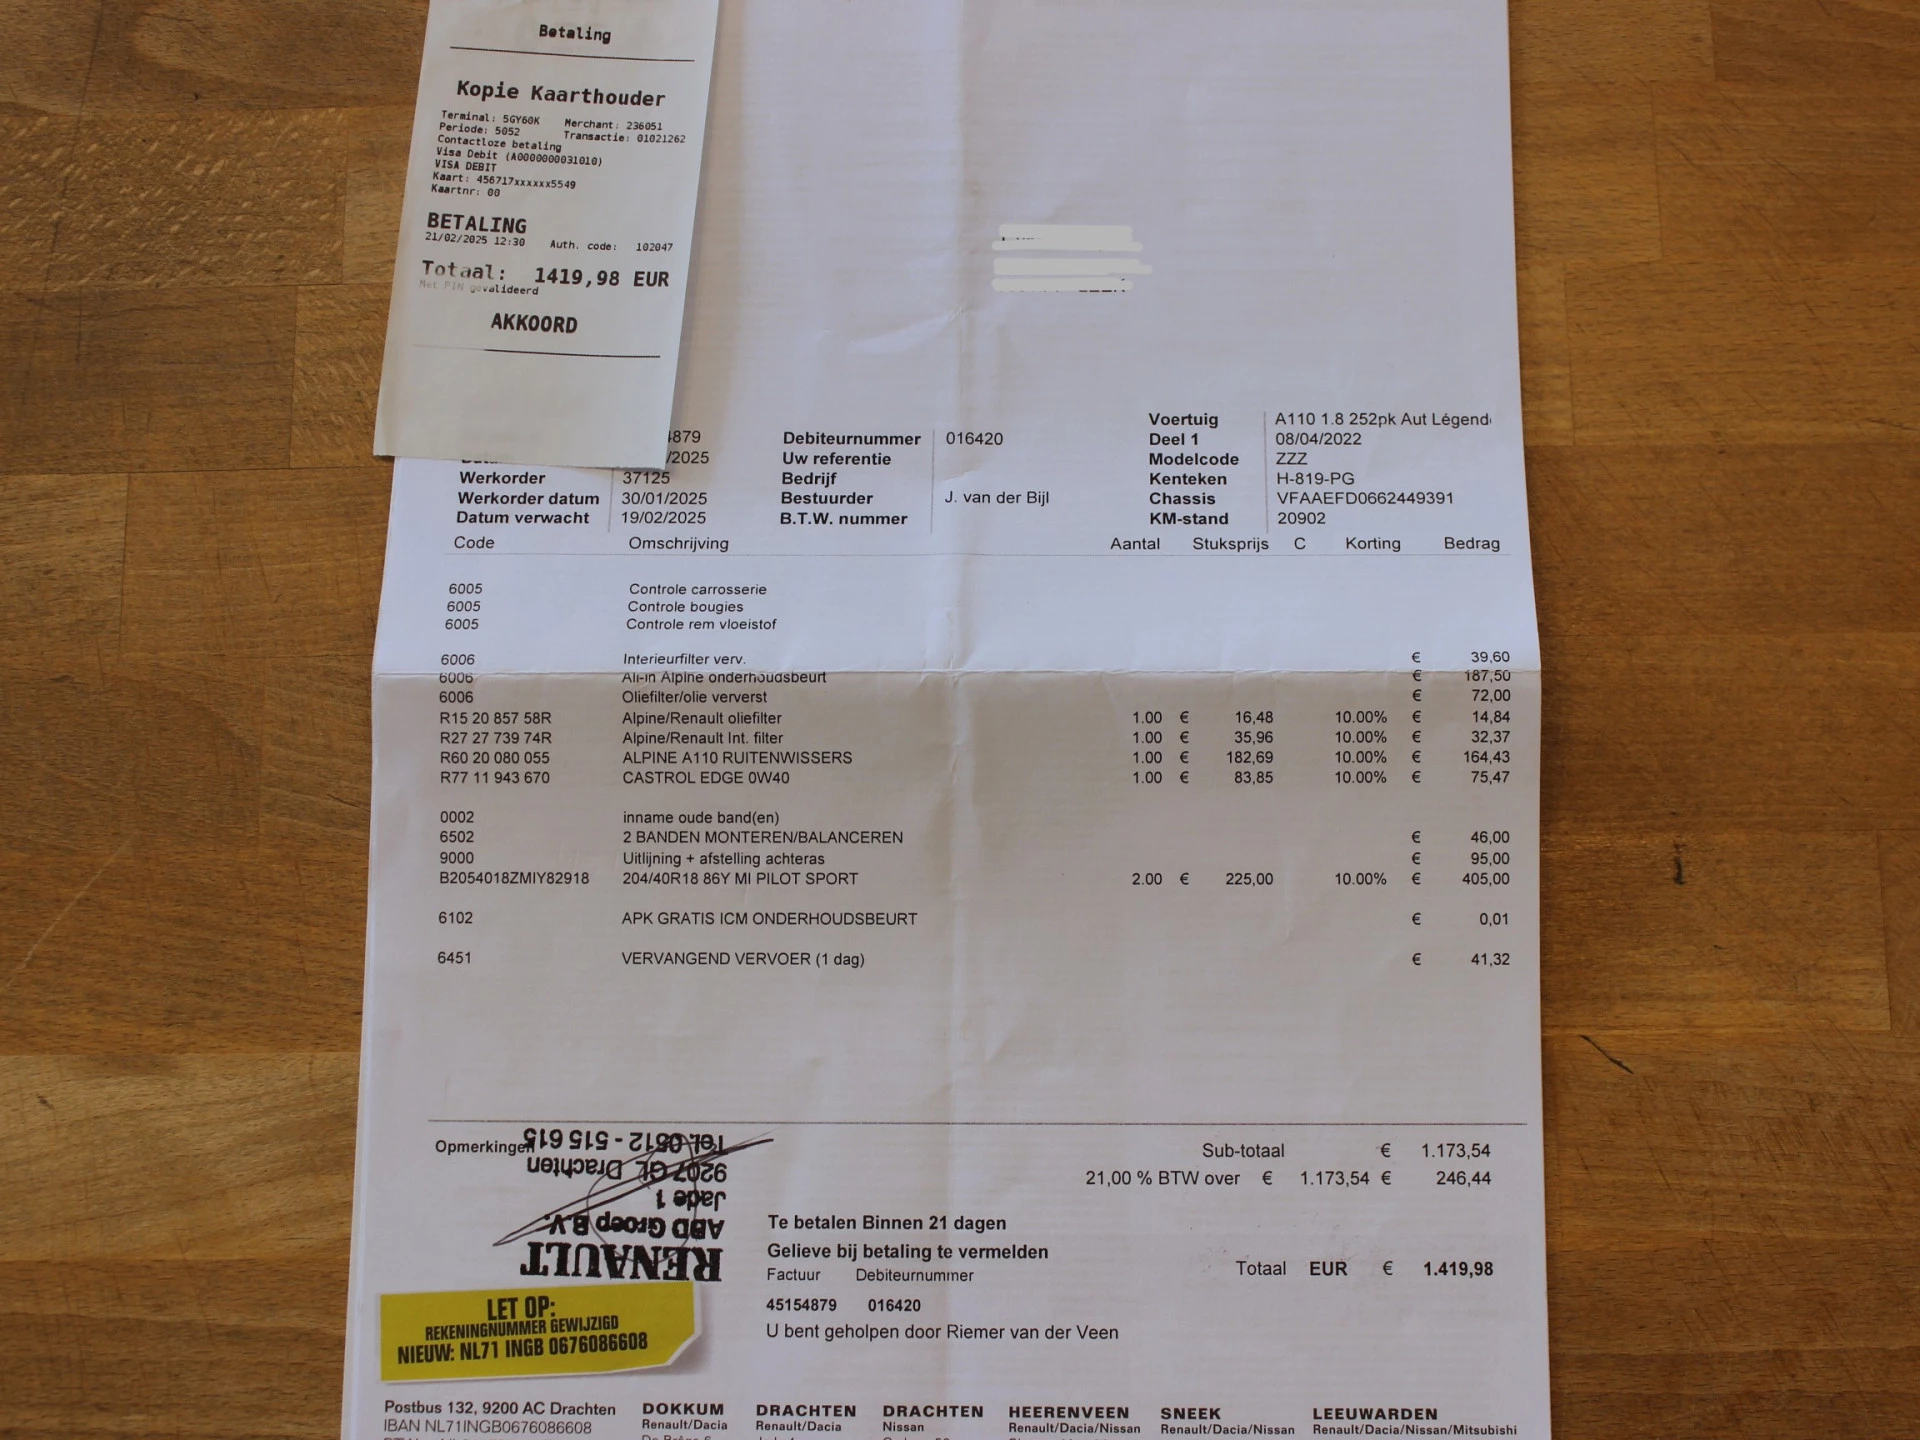 Betaling
Kopie Kaarthouder
Terminal: 5GY60K Merchant: 236051
Periode: 5052 Transactie: 01021262
Contactloze betaling
Visa Debit (A0000000031010)
VISA DEBIT
Kaart: 456717xxxxxx5549
Kaartnr: 00
BETALING
21/02/2025 12:30 Auth. code: 102047
Totaal: 1419,98 EUR
Met PIN gevalideerd
AKKOORD
Voertuig A110 1.8 252pk Aut Légende
4879 Debiteurnummer 016420 Deel 1 08/04/2022
/2025 Uw referentie Modelcode ZZZ
Werkorder 37125 Bedrijf Kenteken H-819-PG
Werkorder datum 30/01/2025 Bestuurder J. van der Bijl Chassis VFAAEFD0662449391
Datum verwacht 19/02/2025 B.T.W. nummer KM-stand 20902
Code Omschrijving Aantal Stuksprijs C Korting Bedrag
6005 Controle carrosserie
6005 Controle bougies
6005 Controle rem vloeistof
6006 Interieurfilter verv. € 39,60
6006 All-in Alpine onderhoudsbeurt € 187,50
6006 Oliefilter/olie ververst € 72,00
R15 20 857 58R Alpine/Renault oliefilter 1.00 € 16,48 10.00% € 14,84
R27 27 739 74R Alpine/Renault Int. filter 1.00 € 35,96 10.00% € 32,37
R60 20 080 055 ALPINE A110 RUITENWISSERS 1.00 € 182,69 10.00% € 164,43
R77 11 943 670 CASTROL EDGE 0W40 1.00 € 83,85 10.00% € 75,47
0002 inname oude band(en)
6502 2 BANDEN MONTEREN/BALANCEREN € 46,00
9000 Uitlijning + afstelling achteras € 95,00
B2054018ZMIY82918 204/40R18 86Y MI PILOT SPORT 2.00 € 225,00 10.00% € 405,00
6102 APK GRATIS ICM ONDERHOUDSBEURT € 0,01
6451 VERVANGEND VERVOER (1 dag) € 41,32
Opmerkingen
Sub-totaal € 1.173,54
21,00 % BTW over € 1.173,54 € 246,44
RENAULT
ABD Groep B.V.
Jade 1
9207 GL Drachten
Tel. 0512 - 515 615
Te betalen Binnen 21 dagen
Gelieve bij betaling te vermelden
Totaal EUR € 1.419,98
Factuur Debiteurnummer
45154879 016420
U bent geholpen door Riemer van der Veen
LET OP:
REKENINGNUMMER GEWIJZIGD
NIEUW: NL71 INGB 0676086608
Postbus 132, 9200 AC Drachten
IBAN NL71INGB0676086608
DOKKUM
Renault/Dacia
DRACHTEN
Renault/Dacia
DRACHTEN
Nissan
HEERENVEEN
Renault/Dacia/Nissan
SNEEK
Renault/Dacia/Nissan
LEEUWARDEN
Renault/Dacia/Nissan/Mitsubishi